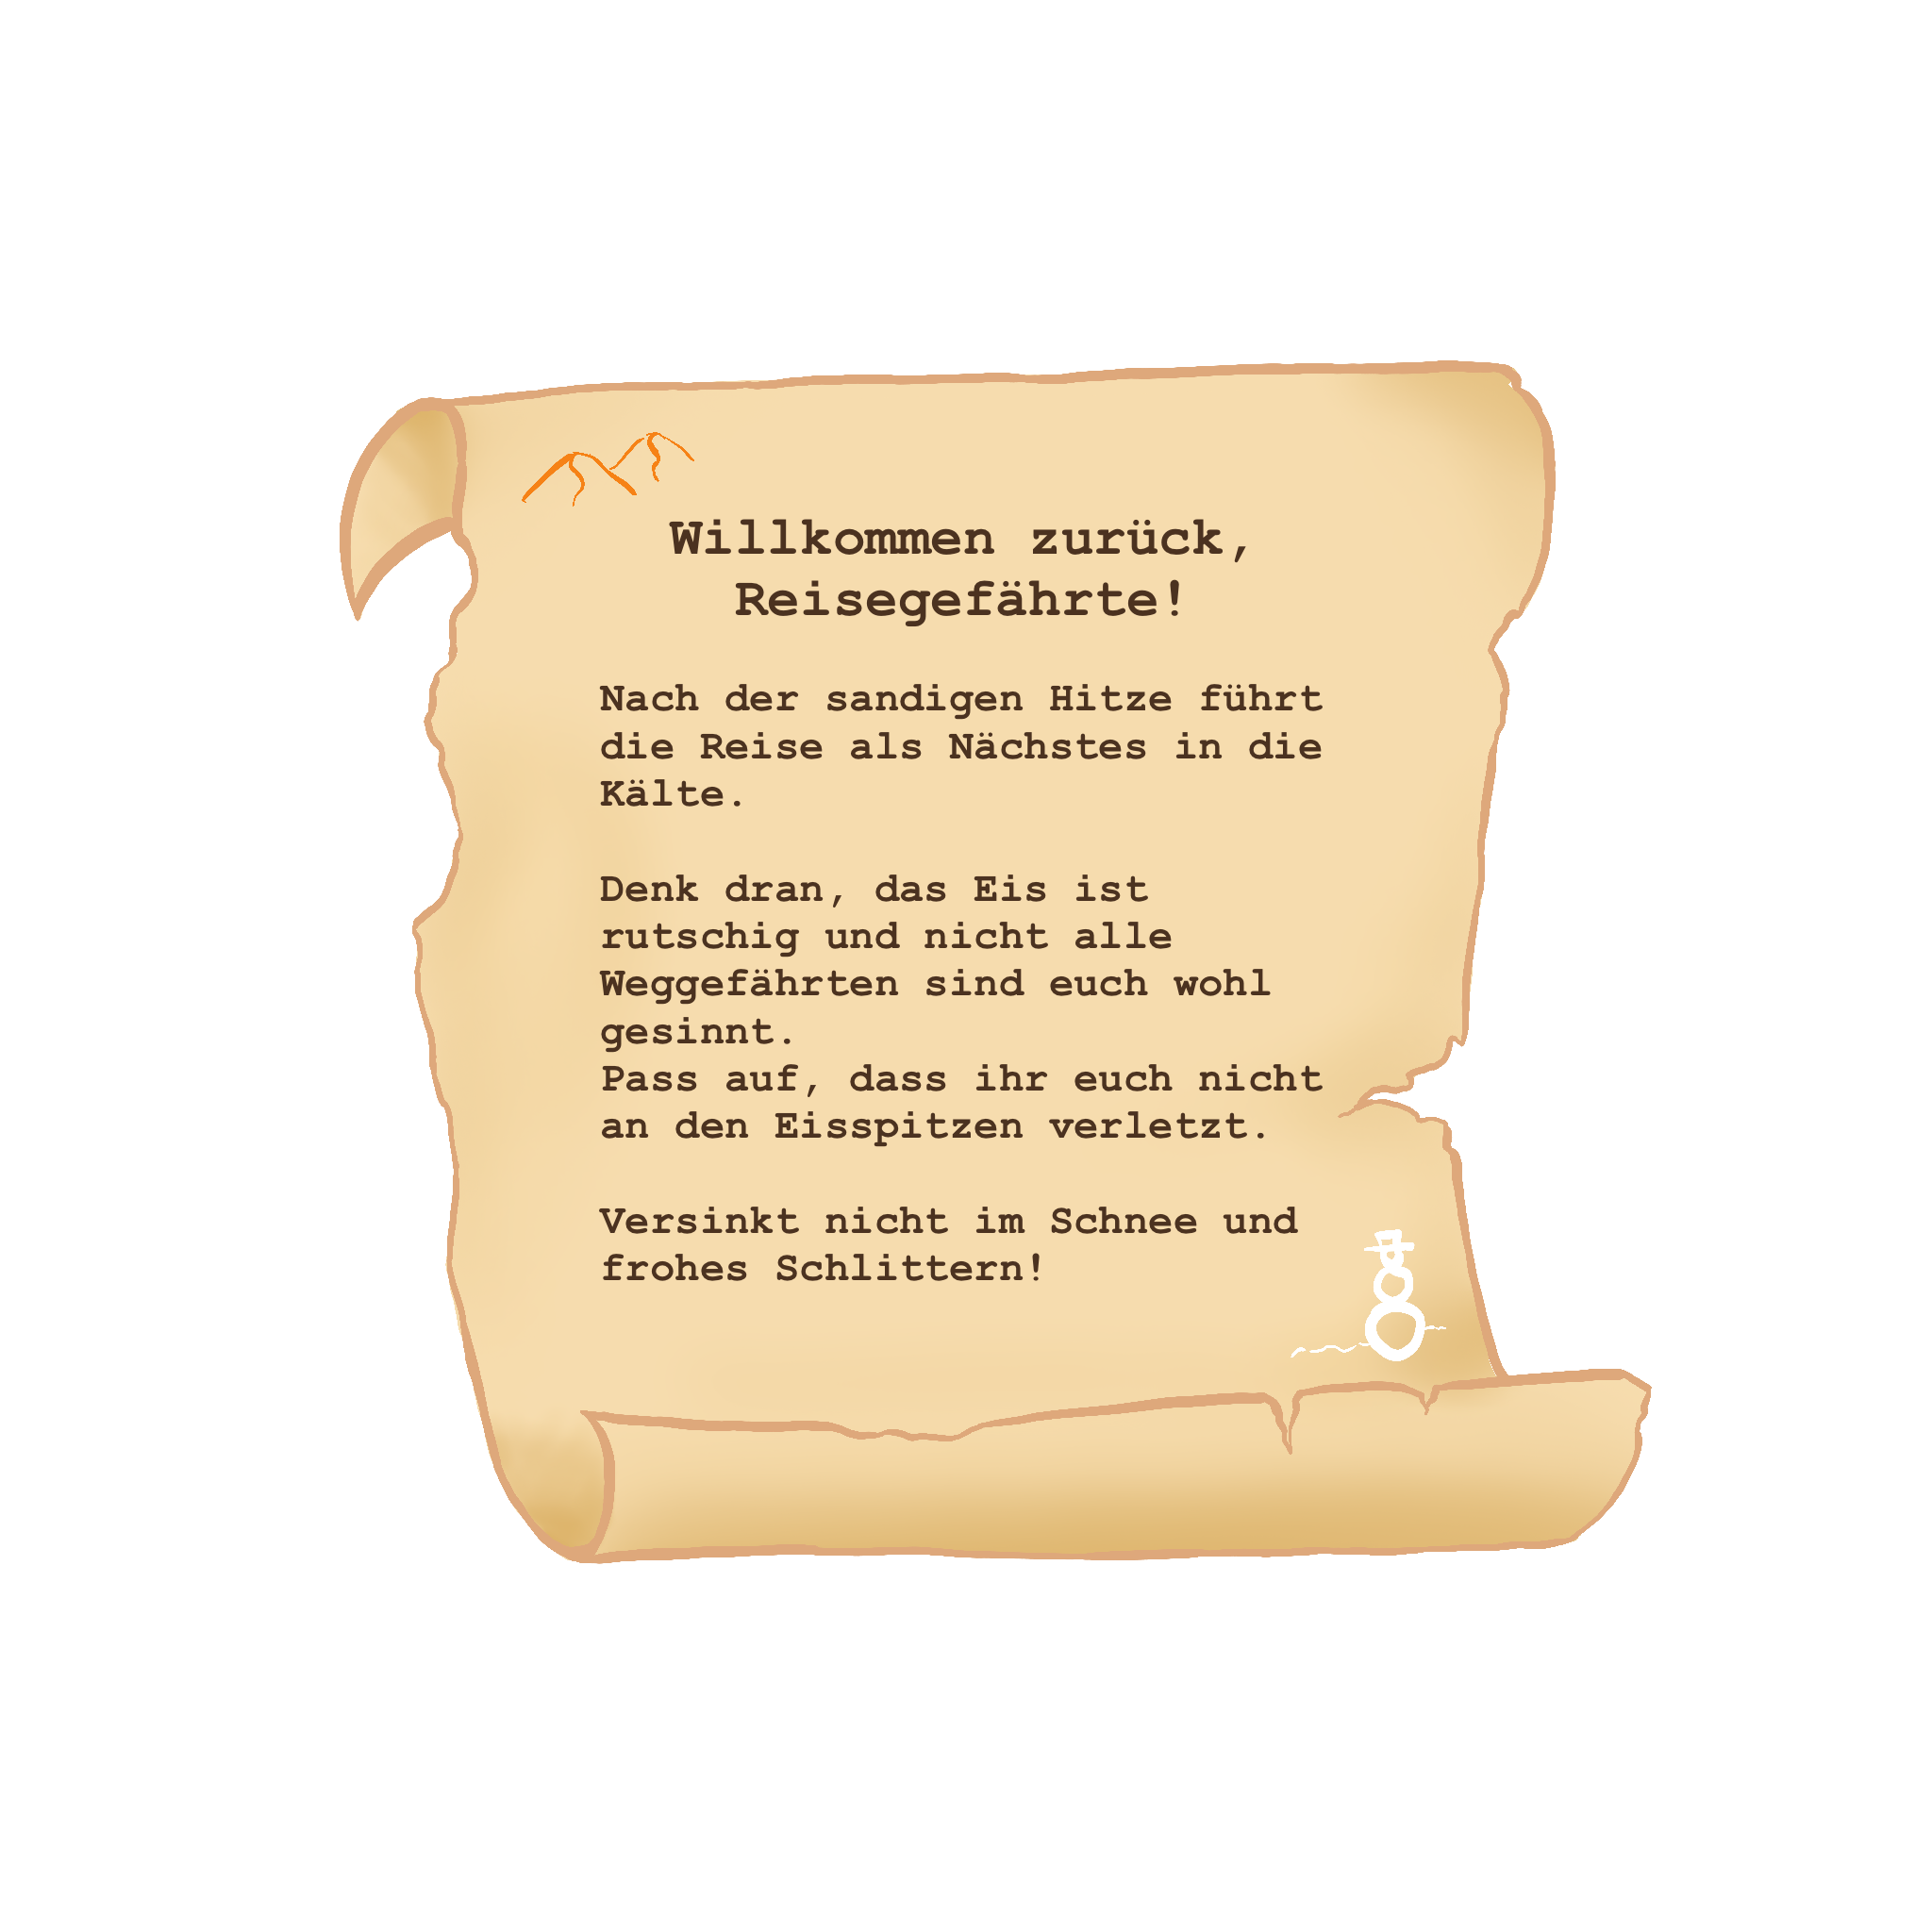 Willkommen zurück,
Reisegefährte!
Nach der sandigen Hitze führt
die Reise als Nächstes in die
Kälte.
Denk dran, das Eis ist
rutschig und nicht alle
Weggefährten sind euch wohl
gesinnt.
Pass auf, dass ihr euch nicht
an den Eisspitzen verletzt.
Versinkt nicht im Schnee und
frohes Schlittern!